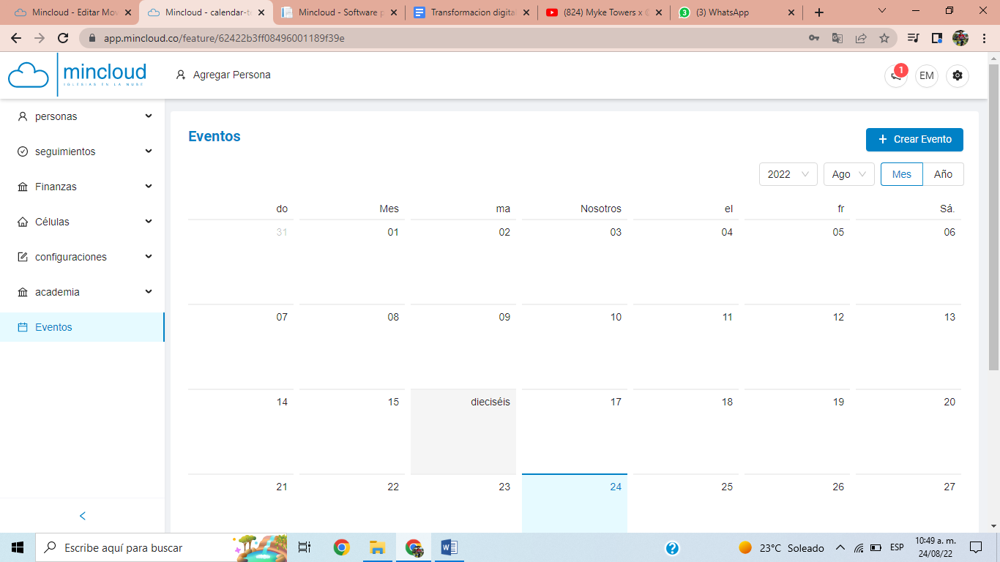 Mincloud - Editar Mov
Mincloud - calendar-t
Mincloud - Software p
Transformacion digital
(824) Myke Towers x
(3) WhatsApp
app.mincloud.co/feature/62422b3ff08496001189f39e
mincloud
IGLESIAS EN LA NUBE
Agregar Persona
1
EM
personas
seguimientos
Finanzas
Células
configuraciones
academia
Eventos
Eventos
+ Crear Evento
2022 Ago Mes Año
do Mes ma Nosotros el fr Sá.
31 01 02 03 04 05 06
07 08 09 10 11 12 13
14 15 dieciséis 17 18 19 20
21 22 23 24 25 26 27
Escribe aquí para buscar
23°C Soleado
ESP
10:49 a. m.
24/08/22